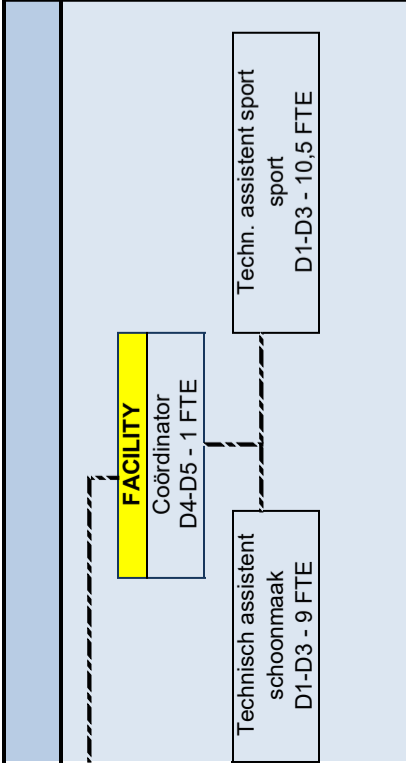 FACILITY
Coördinator
D4-D5 - 1 FTE
Technisch assistent
schoonmaak
D1-D3 - 9 FTE
Techn. assistent sport
sport
D1-D3 - 10,5 FTE